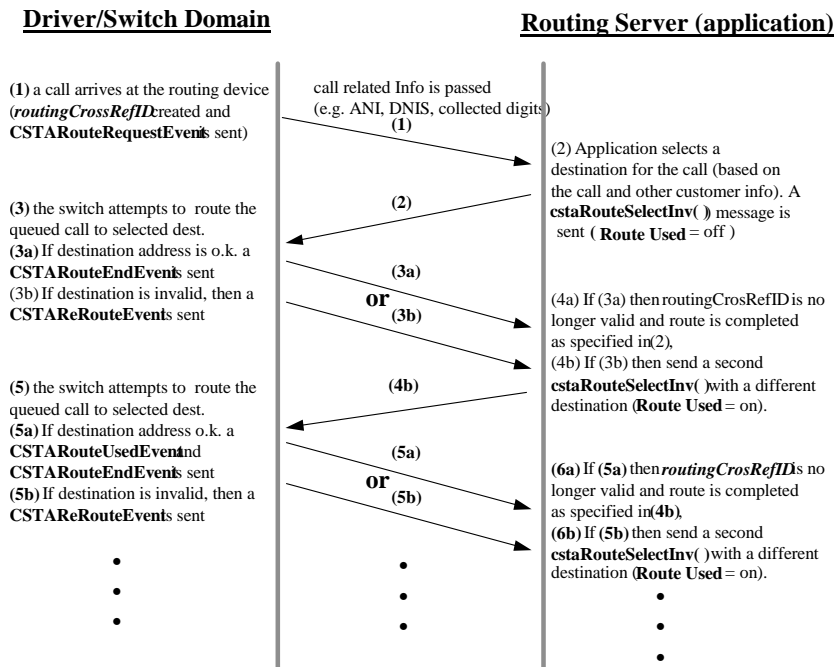 Driver/Switch Domain
Routing Server (application)
(1) a call arrives at the routing device
(routingCrossRefID created and
CSTARouteRequestEvent is sent)
call related Info is passed
(e.g. ANI, DNIS, collected digits)
(1)
(2) Application selects a
destination for the call (based on
the call and other customer info). A
cstaRouteSelectInv( ) message is
sent ( Route Used = off )
(2)
(3) the switch attempts to route the
queued call to selected dest.
(3a) If destination address is o.k. a
CSTARouteEndEvent is sent
(3b) If destination is invalid, then a
CSTAReRouteEvent is sent
(3a)
or
(3b)
(4a) If (3a) then routingCrosRefID is no
longer valid and route is completed
as specified in (2),
(4b) If (3b) then send a second
cstaRouteSelectInv( ) with a different
destination (Route Used = on).
(4b)
(5) the switch attempts to route the
queued call to selected dest.
(5a) If destination address o.k. a
CSTARouteUsedEvent and
CSTARouteEndEvent is sent
(5b) If destination is invalid, then a
CSTAReRouteEvent is sent
(5a)
or
(5b)
(6a) If (5a) then routingCrosRefID is no
longer valid and route is completed
as specified in (4b),
(6b) If (5b) then send a second
cstaRouteSelectInv( ) with a different
destination (Route Used = on).